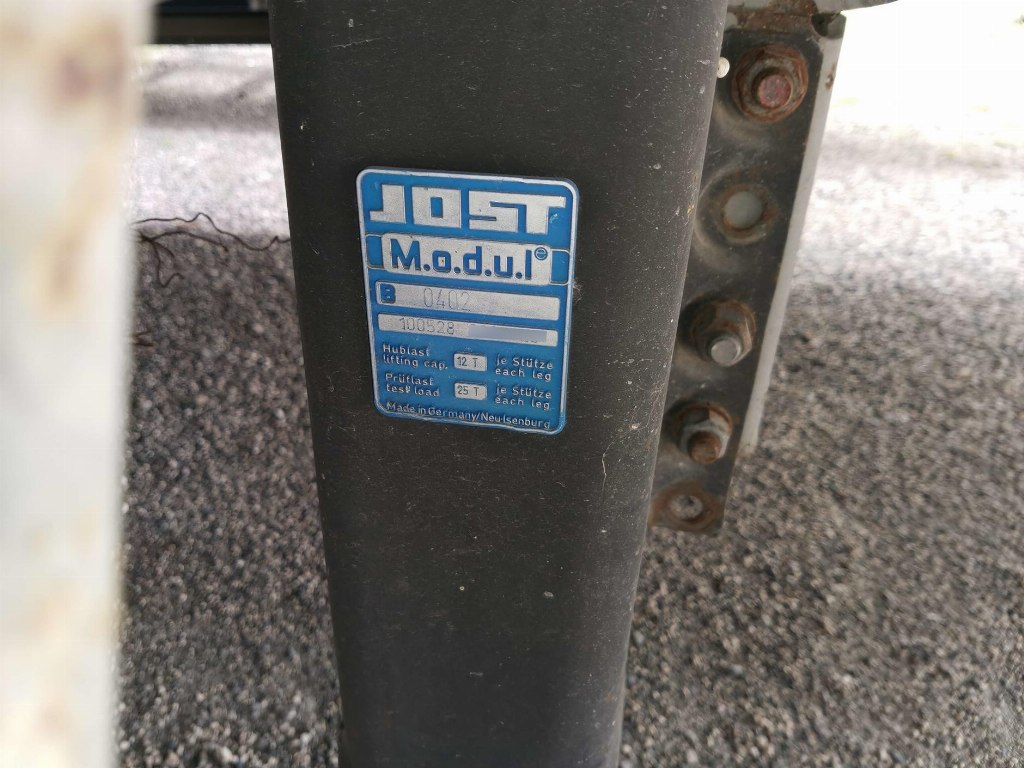 JOST
M.o.d.u.l®
B 0402
100528
Hublast lifting cap. 12 T je Stütze each leg
Prüflast test load 25 T je Stütze each leg
Made in Germany/Neu-Isenburg